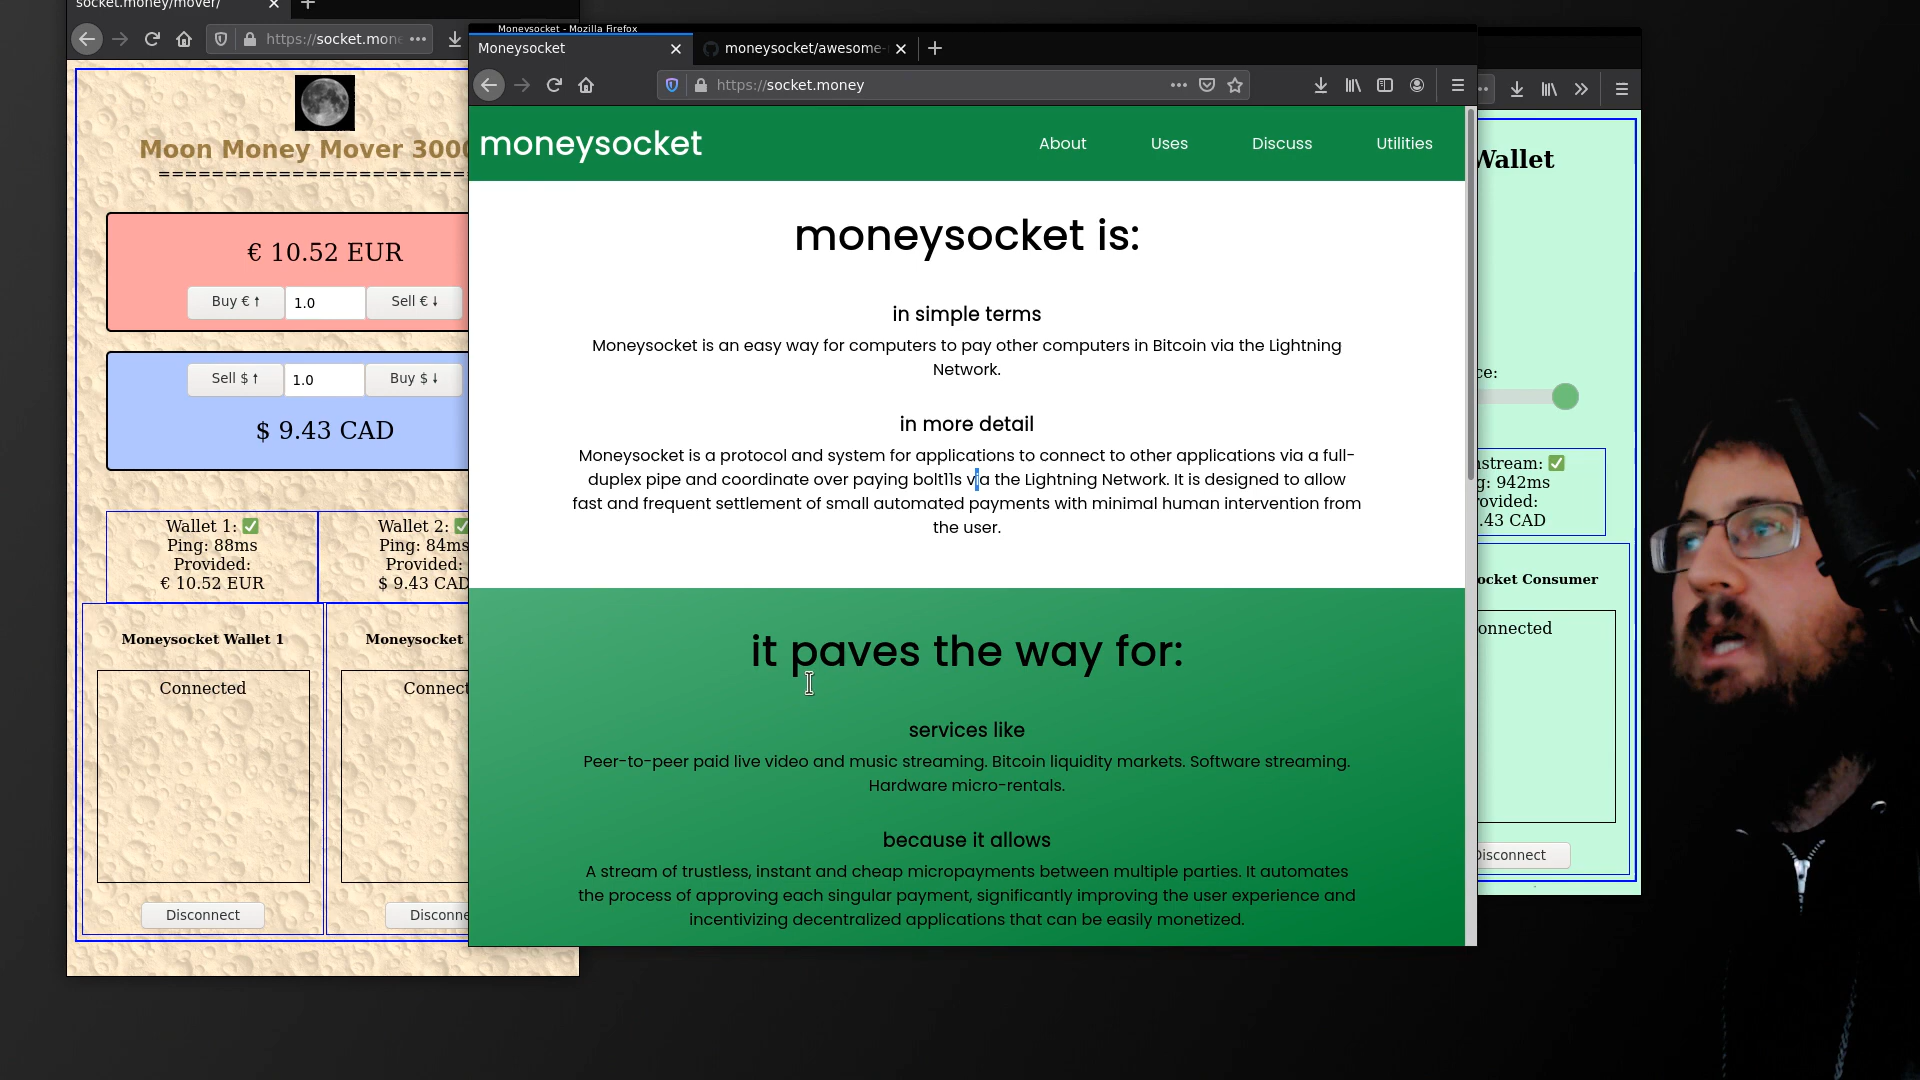 socket.money/mover/
https://socket.mone
Moon Money Mover 3000
=======================
€ 10.52 EUR
Buy € ↑ 1.0 Sell € ↓
Sell $ ↑ 1.0 Buy $ ↓
$ 9.43 CAD
Wallet 1: ✅
Ping: 88ms
Provided:
€ 10.52 EUR
Wallet 2: ✅
Ping: 84ms
Provided:
$ 9.43 CAD
Moneysocket Wallet 1
Connected
Disconnect
Moneysocket
Connect
Disconne
Moneysocket - Mozilla Firefox
Moneysocket
moneysocket/awesome-
https://socket.money
moneysocket
About Uses Discuss Utilities
moneysocket is:
in simple terms
Moneysocket is an easy way for computers to pay other computers in Bitcoin via the Lightning
Network.
in more detail
Moneysocket is a protocol and system for applications to connect to other applications via a full-
duplex pipe and coordinate over paying bolt11s via the Lightning Network. It is designed to allow
fast and frequent settlement of small automated payments with minimal human intervention from
the user.
it paves the way for:
services like
Peer-to-peer paid live video and music streaming. Bitcoin liquidity markets. Software streaming.
Hardware micro-rentals.
because it allows
A stream of trustless, instant and cheap micropayments between multiple parties. It automates
the process of approving each singular payment, significantly improving the user experience and
incentivizing decentralized applications that can be easily monetized.
Wallet
ce:
nstream: ✅
g: 942ms
ovided:
.43 CAD
ocket Consumer
onnected
Disconnect